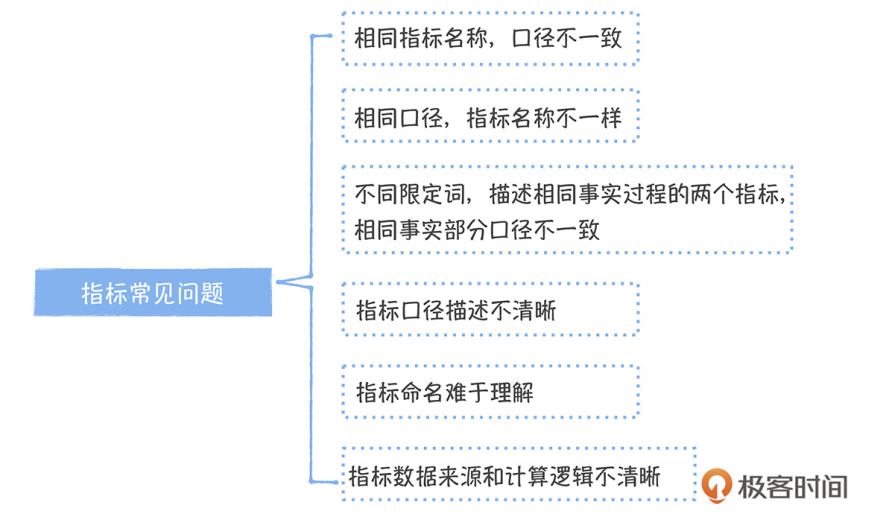 相同指标名称，口径不一致
相同口径，指标名称不一样
不同限定词，描述相同事实过程的两个指标，
相同事实部分口径不一致
指标常见问题
指标口径描述不清晰
指标命名难于理解
指标数据来源和计算逻辑不清晰
极客时间